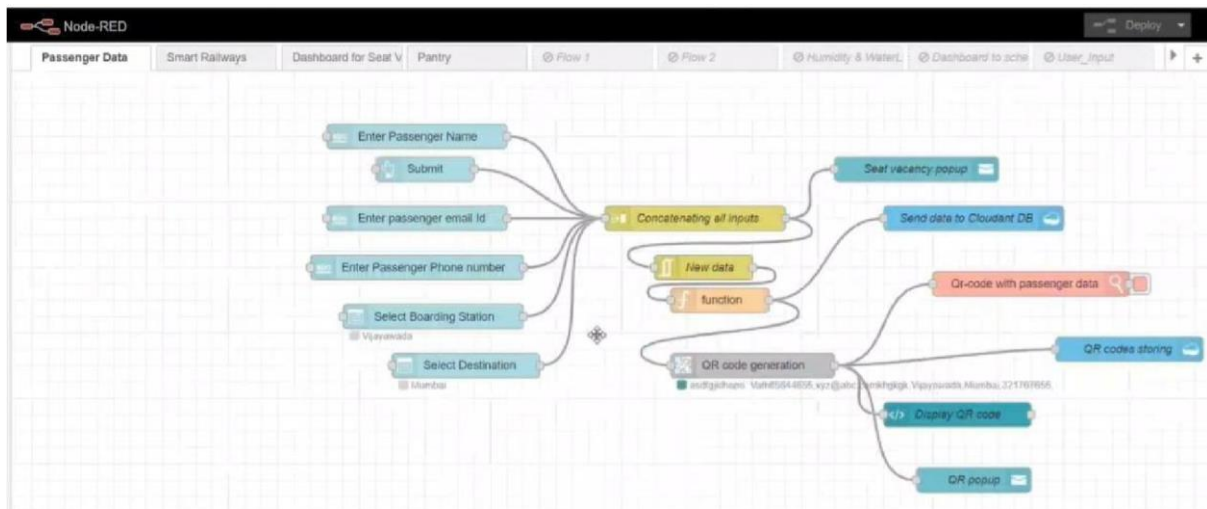 Node-RED
Deploy
Passenger Data
Smart Railways
Dashboard for Seat V
Pantry
Flow 1
Flow 2
Humidity & WaterL
Dashboard to sche
User_Input
Enter Passenger Name
Submit
Seat vacency popup
Enter passenger email Id
Concatenating all inputs
Send data to Cloudant DB
Enter Passenger Phone number
New data
Qr-code with passenger data
function
Select Boarding Station
Vijayawada
QR codes storing
Select Destination
QR code generation
Mumbai
Vijayawada,Mumbai,
Display QR code
QR popup